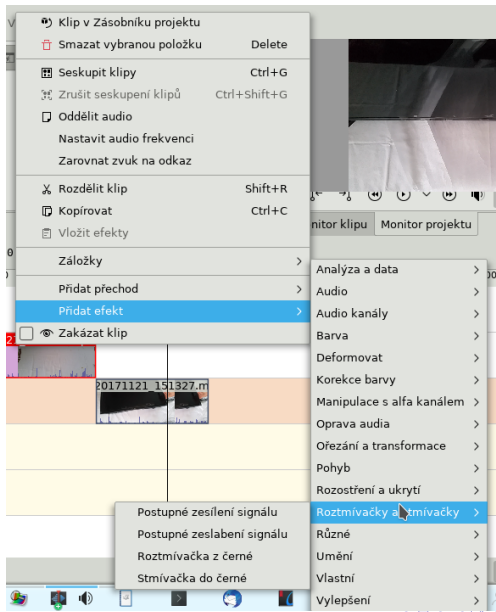 Klip v Zásobníku projektu
Smazat vybranou položku Delete
Seskupit klipy Ctrl+G
Zrušit seskupení klipů Ctrl+Shift+G
Oddělit audio
Nastavit audio frekvenci
Zarovnat zvuk na odkaz
Rozdělit klip Shift+R
Kopírovat Ctrl+C
Vložit efekty
Záložky
Přidat přechod
Přidat efekt
Zakázat klip
nitor klipu Monitor projektu
Analýza a data
Audio
Audio kanály
Barva
Deformovat
Korekce barvy
Manipulace s alfa kanálem
Oprava audia
Ořezání a transformace
Pohyb
Rozostření a ukrytí
Roztmívačky a stmívačky
Různé
Umění
Vlastní
Vylepšení
20171121_151327.m
Postupné zesílení signálu
Postupné zeslabení signálu
Roztmívačka z černé
Stmívačka do černé